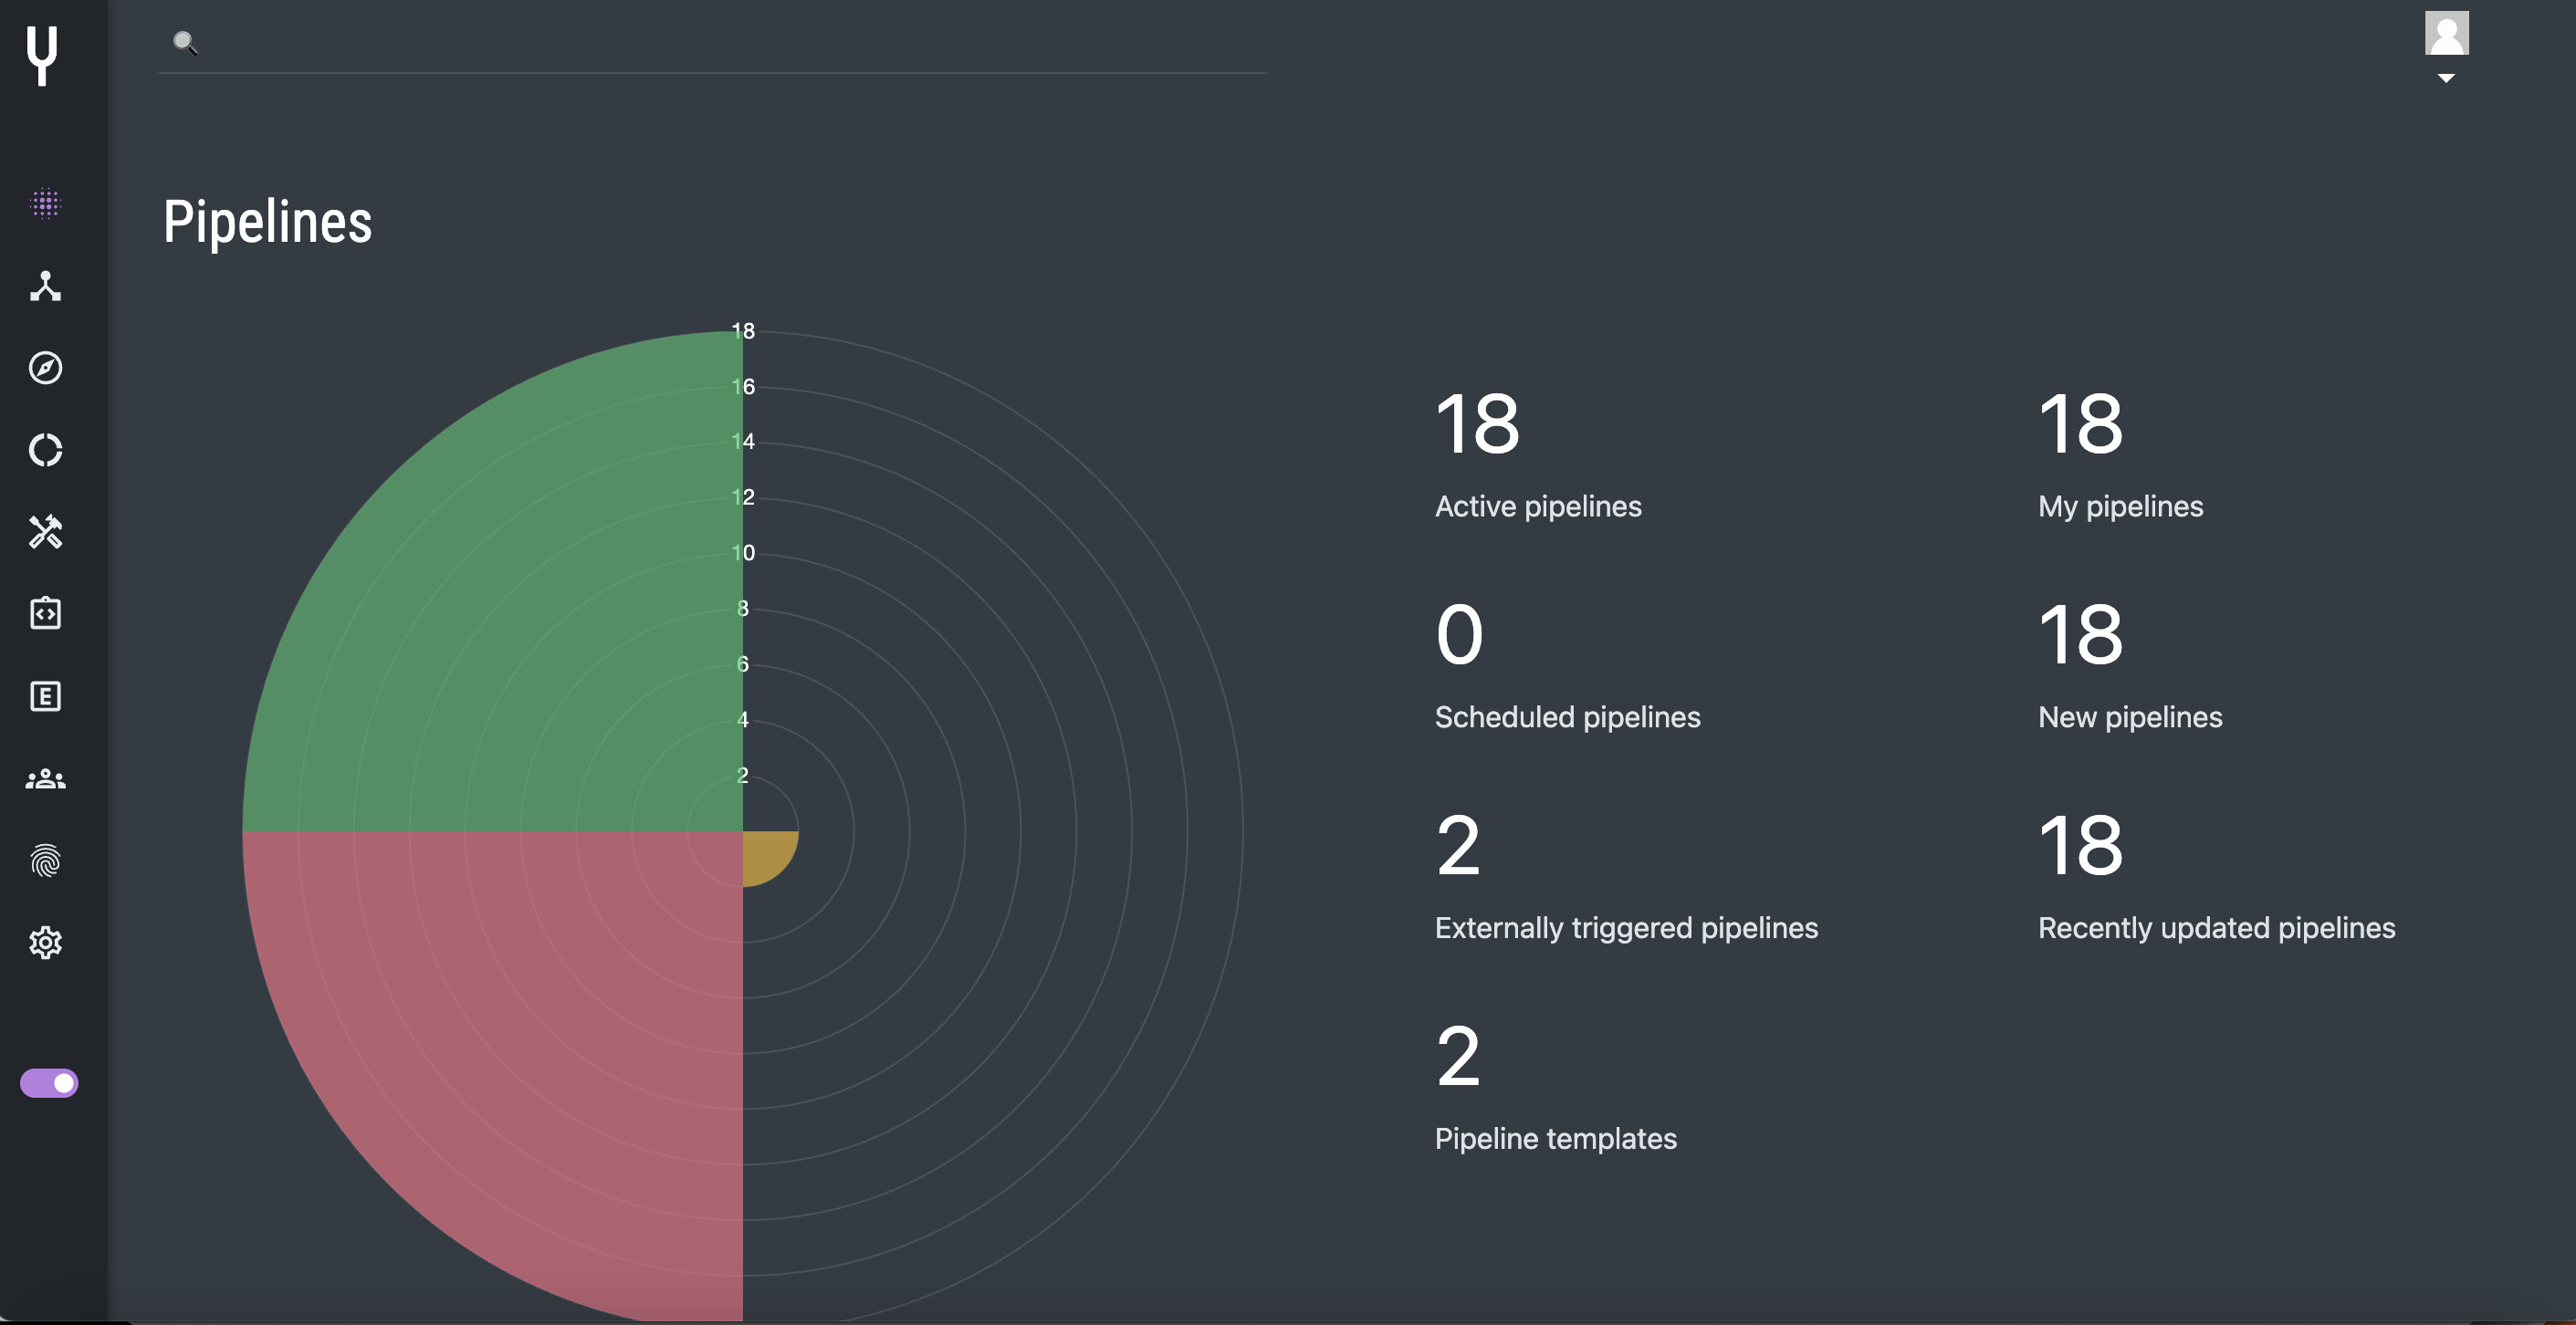 Pipelines
18
16
14
12
10
8
6
4
2
18
Active pipelines
18
My pipelines
0
Scheduled pipelines
18
New pipelines
2
Externally triggered pipelines
18
Recently updated pipelines
2
Pipeline templates
E